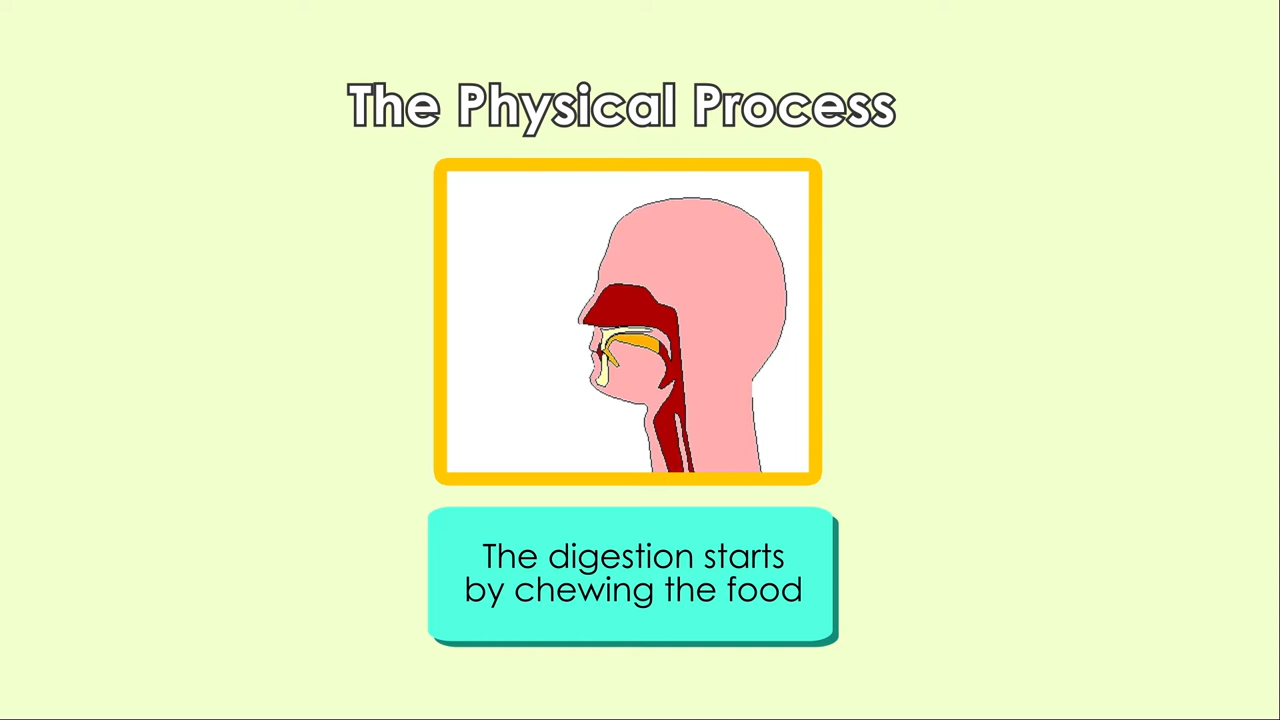 The Physical Process
The digestion starts
by chewing the food